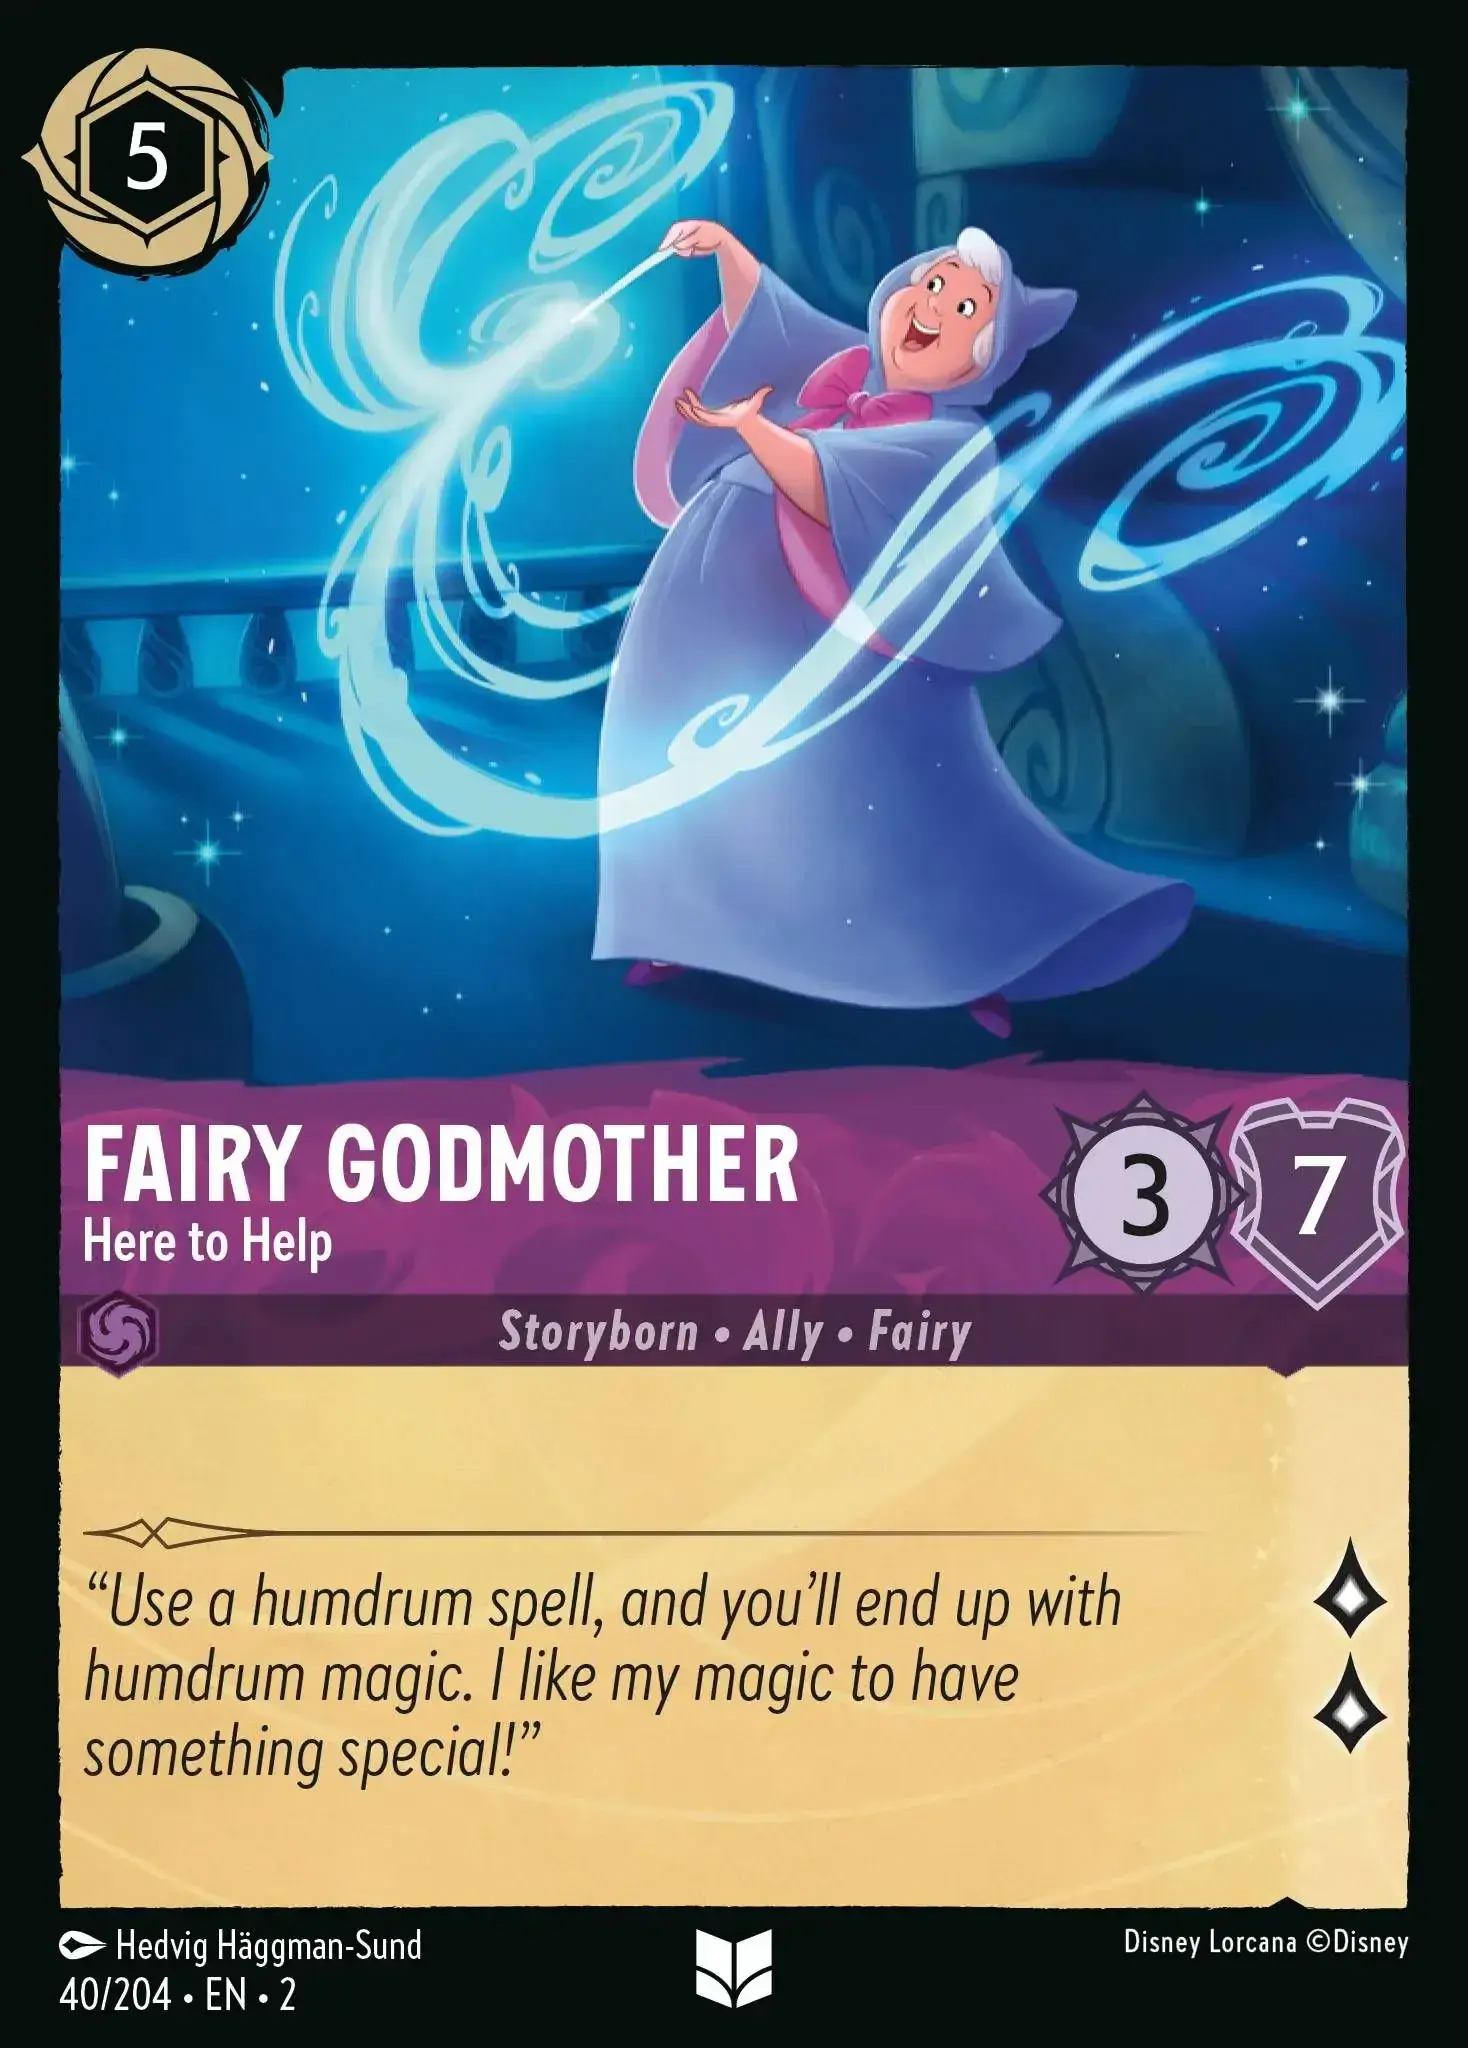 5
FAIRY GODMOTHER
Here to Help
3
7
Storyborn • Ally • Fairy
“Use a humdrum spell, and you’ll end up with
humdrum magic. I like my magic to have
something special!”
Hedvig Häggman-Sund
Disney Lorcana ©Disney
40/204 • EN • 2